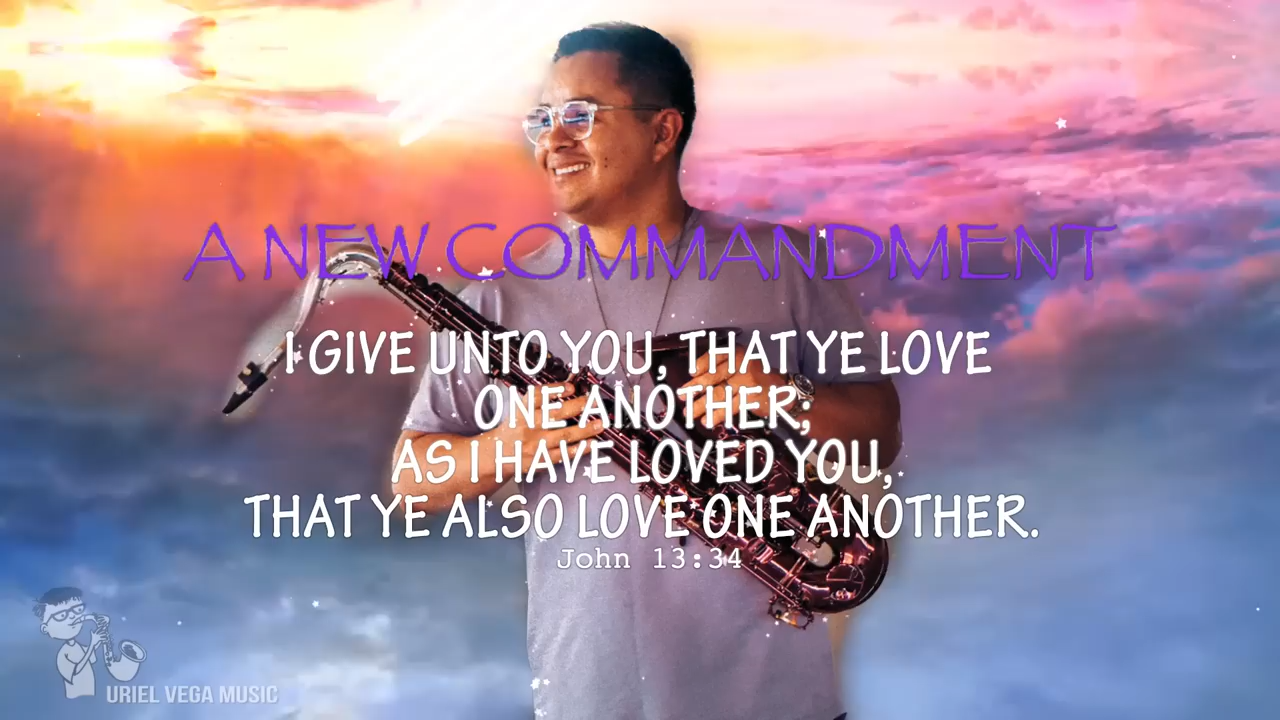 A NEW COMMANDMENT
I GIVE UNTO YOU, THAT YE LOVE
ONE ANOTHER;
AS I HAVE LOVED YOU,
THAT YE ALSO LOVE ONE ANOTHER.
John 13:34
URIEL VEGA MUSIC